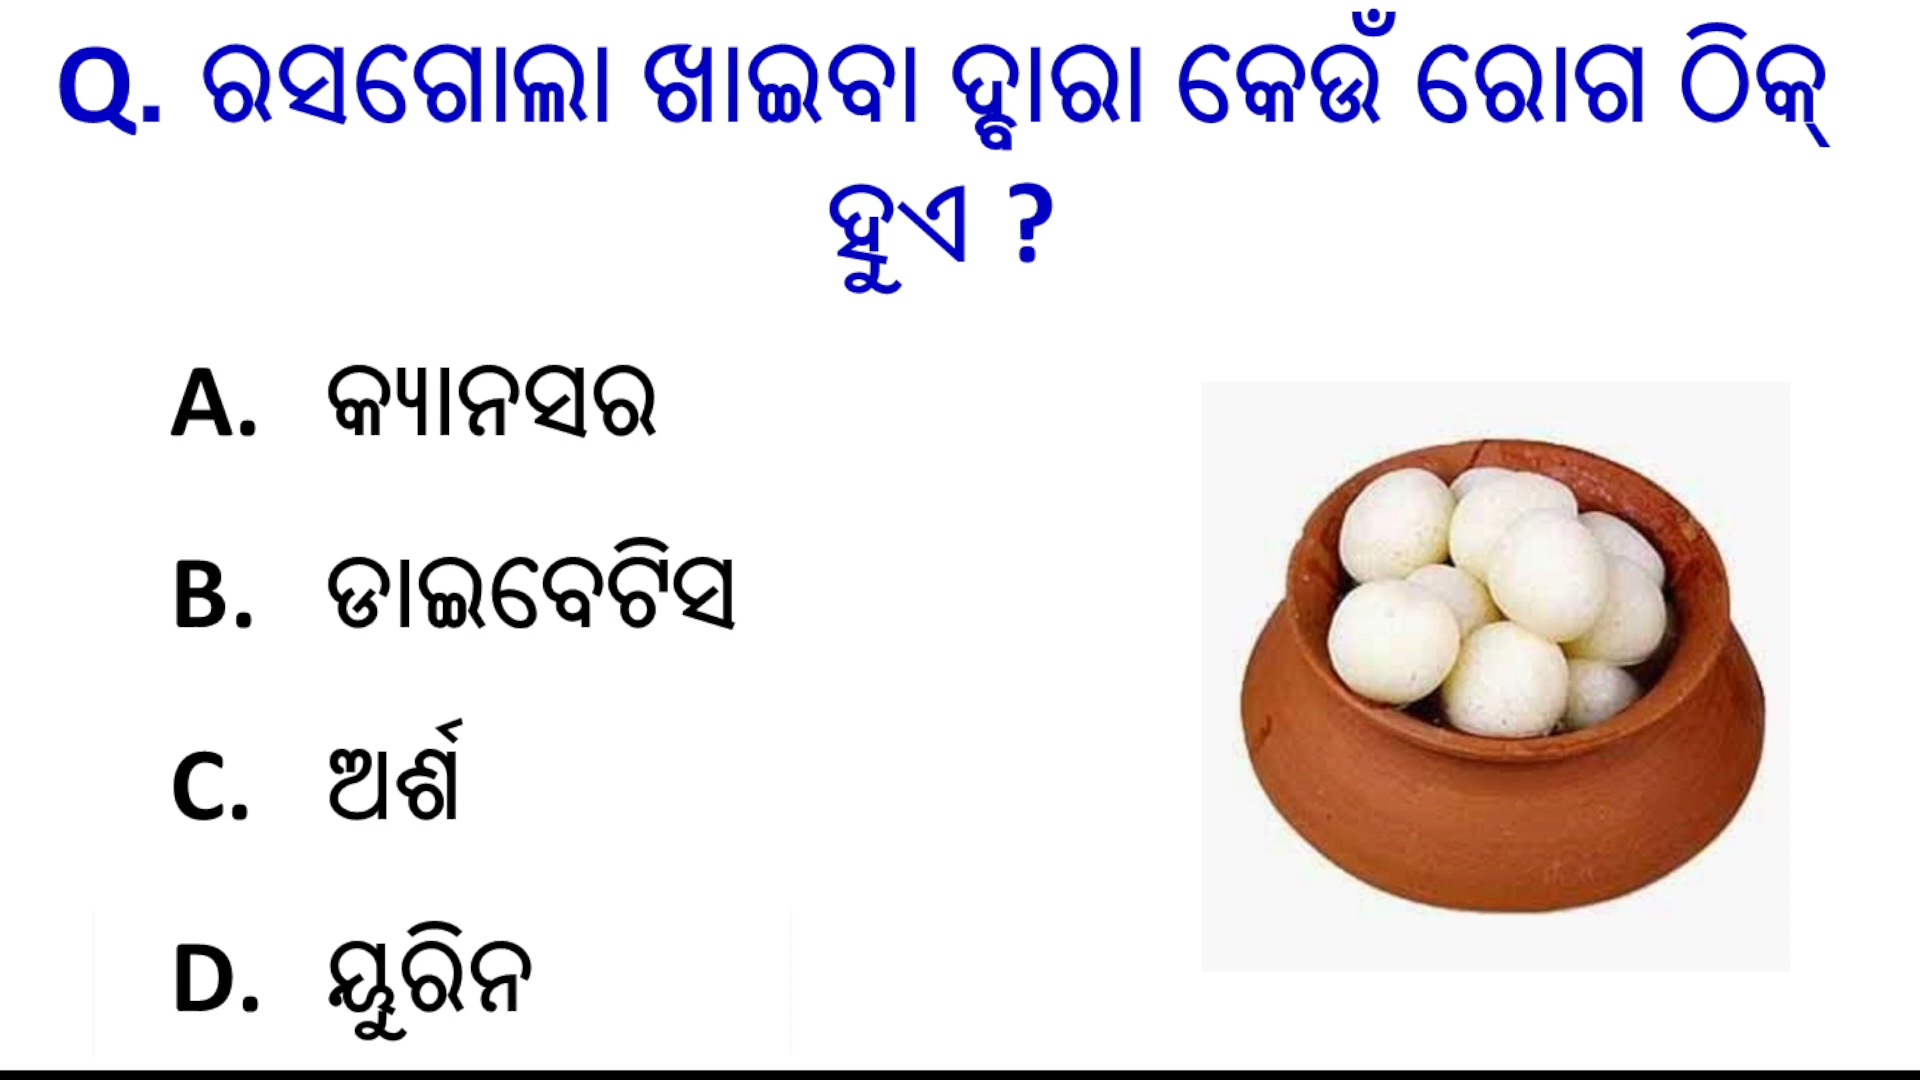 Q. ରସଗୋଲା ଖାଇବା ଦ୍ବାରା କେଉଁ ରୋଗ ଠିକ୍
ହୁଏ ?
A. କ୍ୟାନସର
B. ଡାଇବେଟିସ
C. ଅର୍ଶ
D. ୟୁରିନ